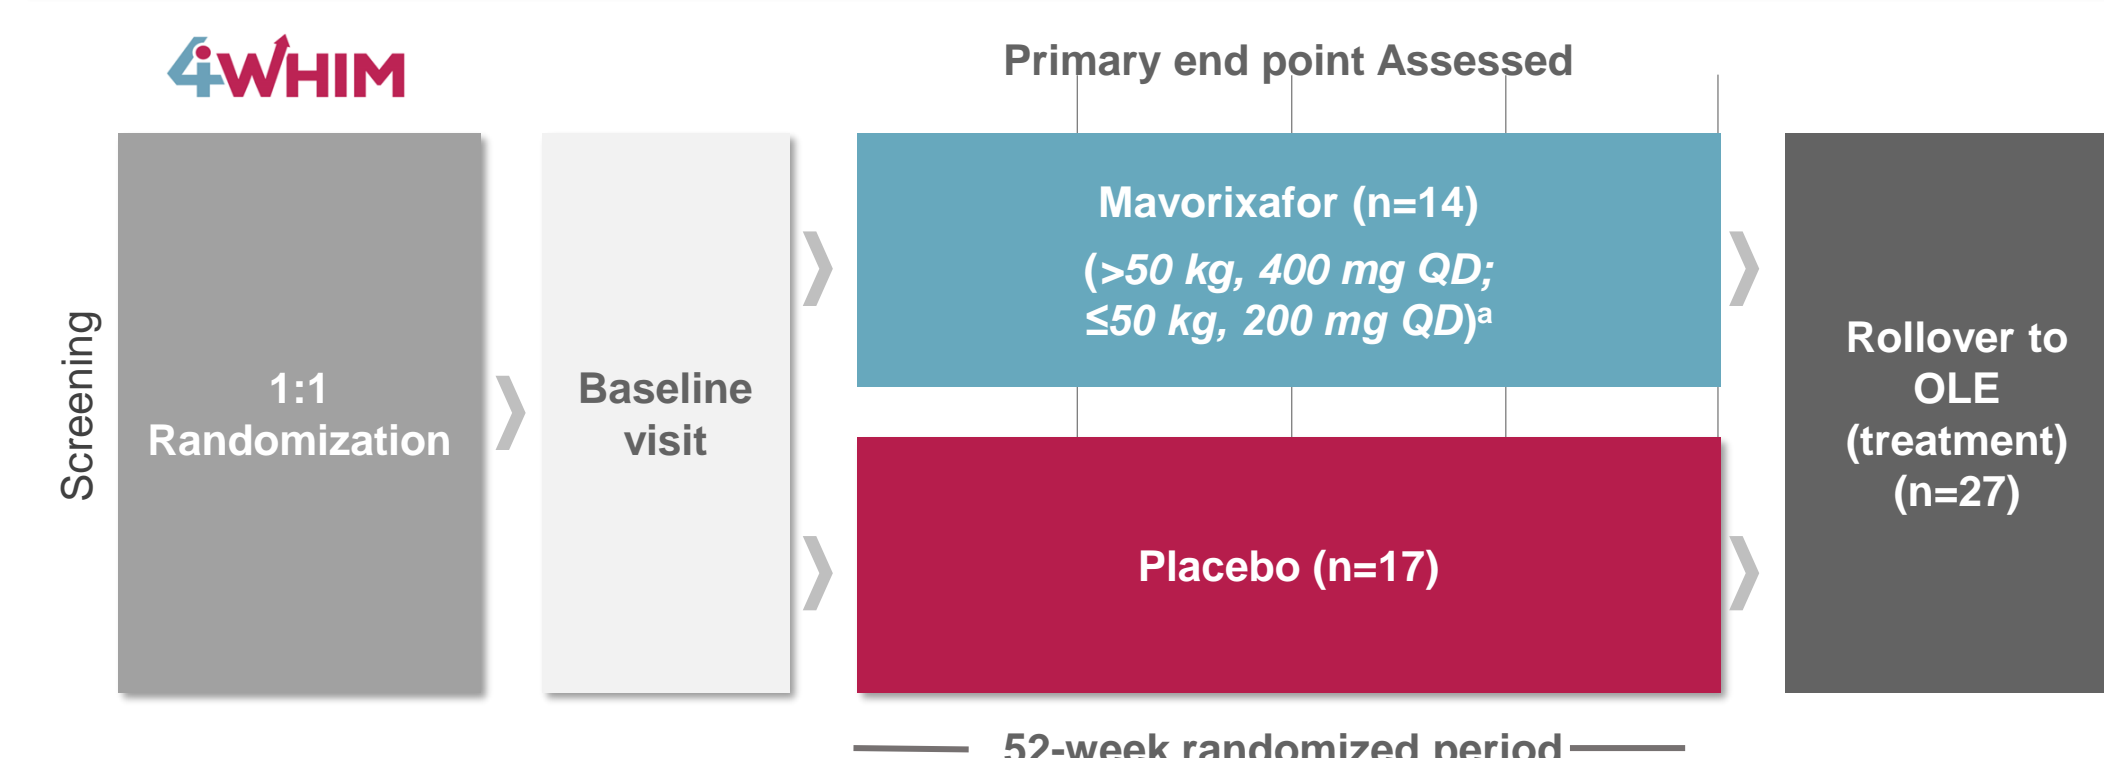 4WHIM
Primary end point Assessed
Screening
1:1
Randomization
Baseline
visit
Mavorixafor (n=14)
(>50 kg, 400 mg QD;
≤50 kg, 200 mg QD)ᵃ
Placebo (n=17)
Rollover to
OLE
(treatment)
(n=27)
52-week randomized period